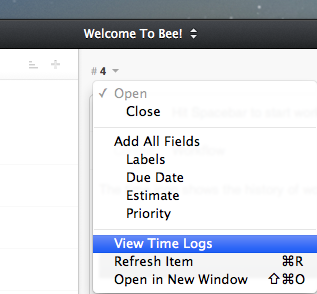 Welcome To Bee!
# 4
✓ Open
Close
Add All Fields
Labels
Due Date
Estimate
Priority
View Time Logs
Refresh Item ⌘R
Open in New Window ⇧⌘O